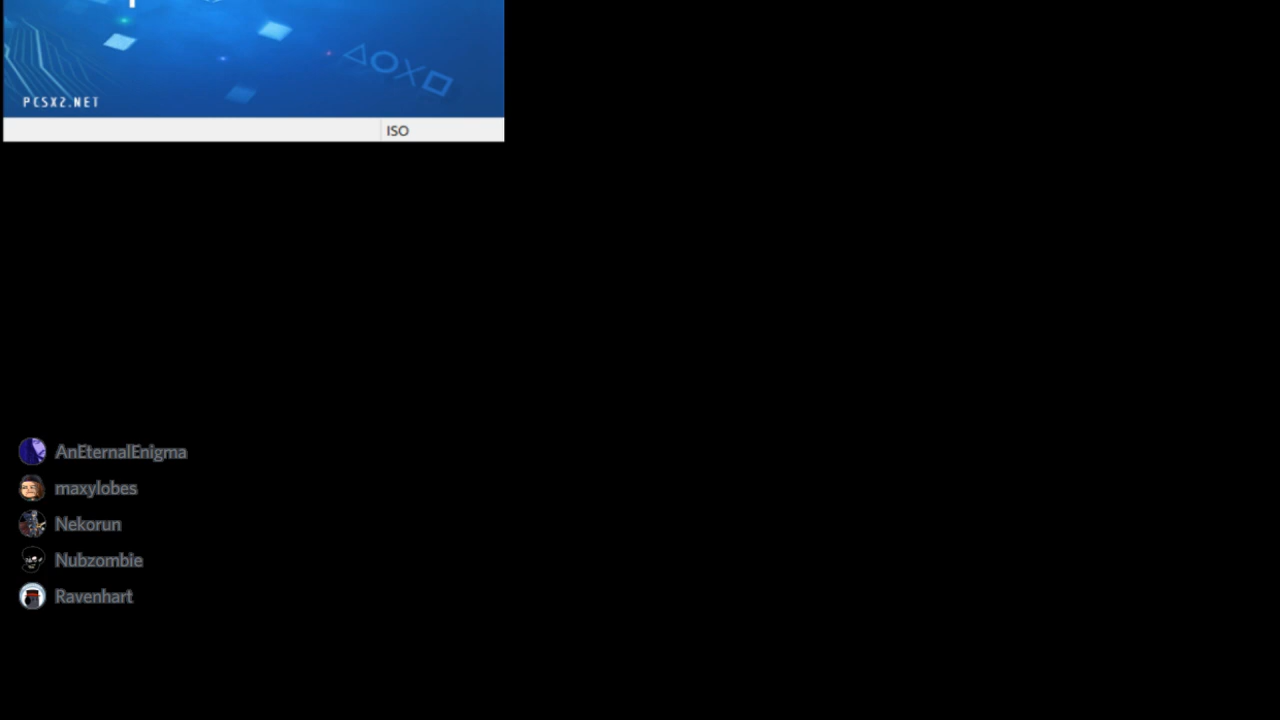 PCSX2.NET
ISO
AnEternalEnigma
maxylobes
Nekorun
Nubzombie
Ravenhart